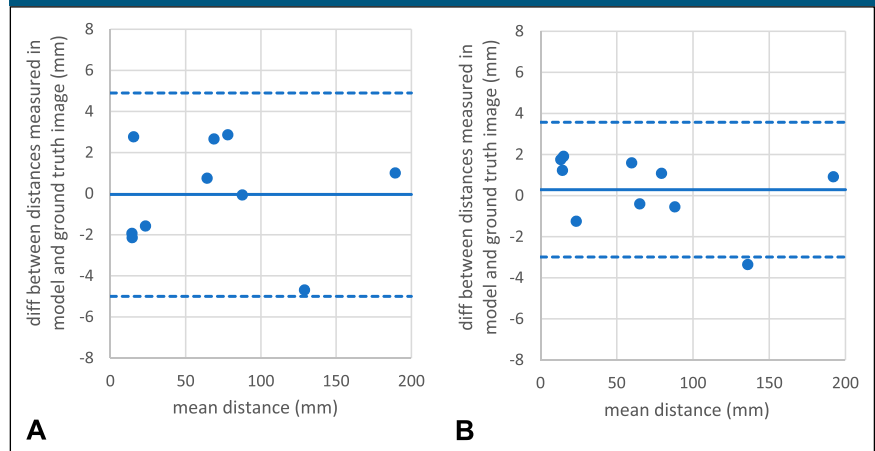 diff between distances measured in
model and ground truth image (mm)
8
6
4
2
0
-2
-4
-6
-8
0 50 100 150 200
mean distance (mm)
A
diff between distances measured in
model and ground truth image (mm)
8
6
4
2
0
-2
-4
-6
-8
0 50 100 150 200
mean distance (mm)
B